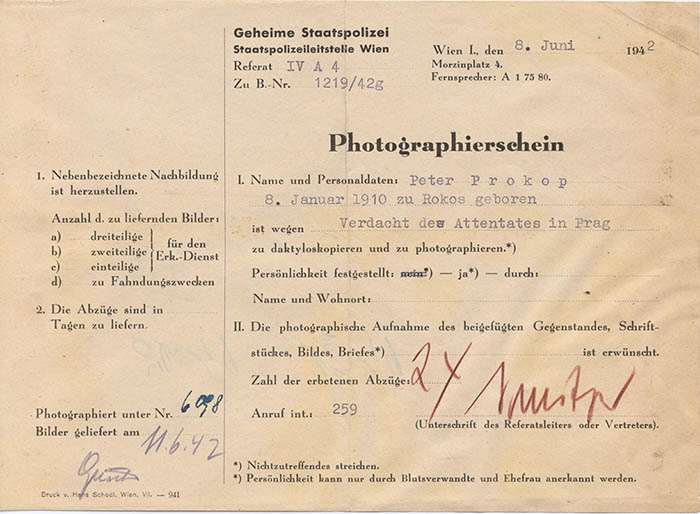 Geheime Staatspolizei
Staatspolizeileitstelle Wien
Referat IV A 4
Zu B.-Nr. 1219/42g
Wien I., den 8. Juni 1942
Morzinplatz 4.
Fernsprecher: A 1 75 80.
Photographierschein
1. Nebenbezeichnete Nachbildung
ist herzustellen.
Anzahl d. zu liefernden Bilder:
a) dreiteilige
b) zweiteilige
c) einteilige
für den
Erk.-Dienst
d) zu Fahndungszwecken
2. Die Abzüge sind in
Tagen zu liefern.
Photographiert unter Nr. 6098
Bilder geliefert am 11.6.42
Druck v. Hans Schodl, Wien, VII. — 941
I. Name und Personaldaten: Peter Prokop
8. Januar 1910 zu Rokos geboren
ist wegen Verdacht des Attentates in Prag
zu daktyloskopieren und zu photographieren.*)
Persönlichkeit festgestellt: nein*) — ja*) — durch:
Name und Wohnort:
II. Die photographische Aufnahme des beigefügten Gegenstandes, Schrift-
stückes, Bildes, Briefes*) ist erwünscht.
Zahl der erbetenen Abzüge: 2x
Anruf int.: 259
(Unterschrift des Referatsleiters oder Vertreters).
*) Nichtzutreffendes streichen.
*) Persönlichkeit kann nur durch Blutsverwandte und Ehefrau anerkannt werden.